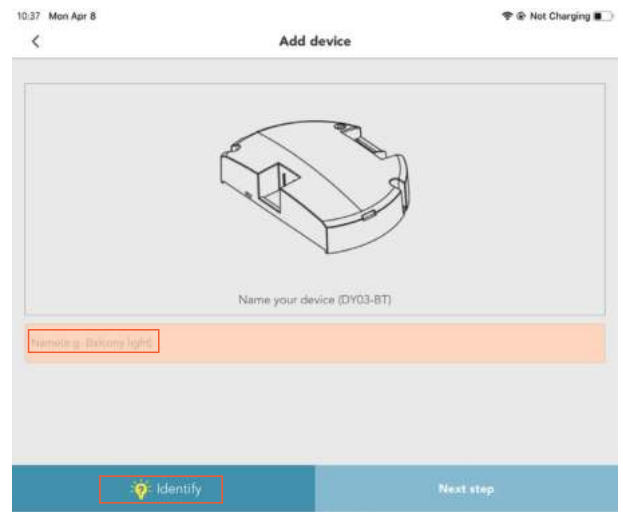 10:37 Mon Apr 8
Not Charging
Add device
Name your device (DY03-BT)
Name(e.g. Balcony light)
Identify
Next step